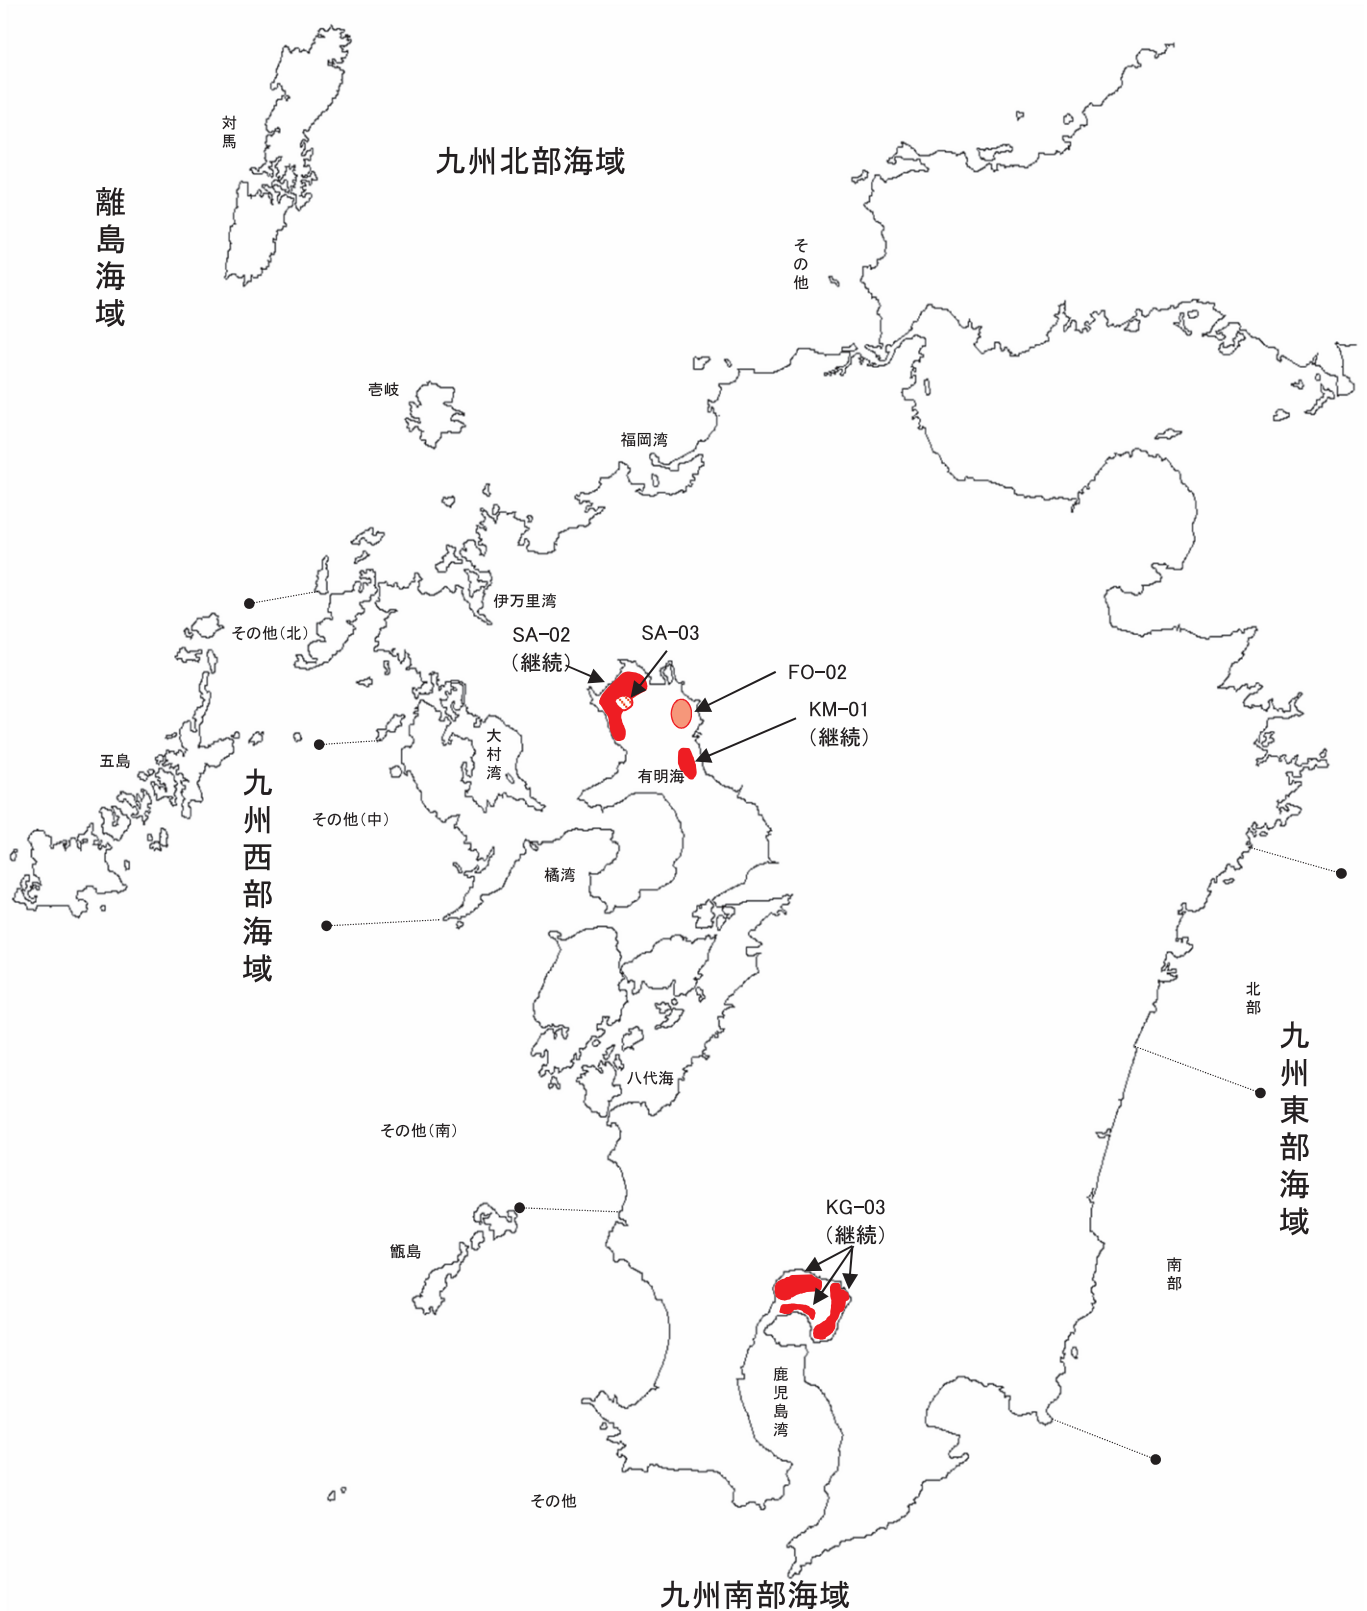 対馬
九州北部海域
離島海域
その他
壱岐
福岡湾
伊万里湾
その他（北）
SA-02
（継続）
SA-03
FO-02
KM-01
（継続）
大村湾
五島
有明海
九州西部海域
その他（中）
橘湾
北部
九州東部海域
八代海
その他（南）
KG-03
（継続）
甑島
南部
鹿児島湾
その他
九州南部海域